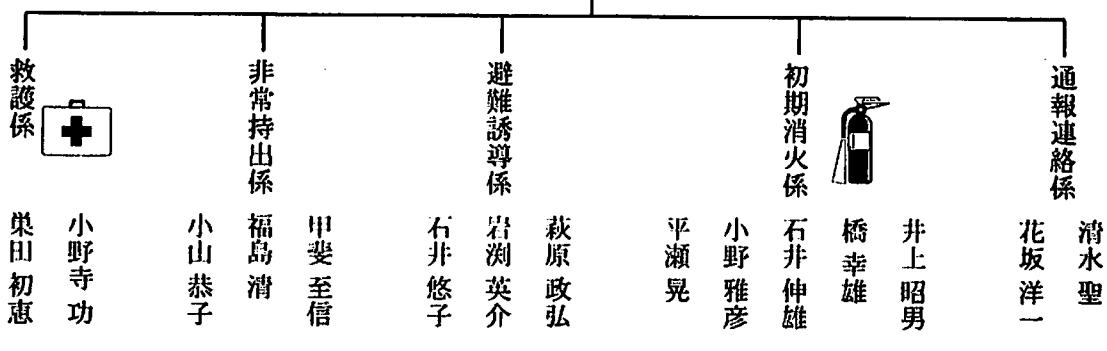 通報連絡係
清水 聖
花坂 洋一
初期消火係
井上 昭男
橋 幸雄
石井 伸雄
小野 雅彦
平瀬 晃
避難誘導係
萩原 政弘
岩渕 英介
石井 悠子
非常持出係
甲斐 至信
福島 清
小山 恭子
救護係
小野寺 功
巣田 初恵